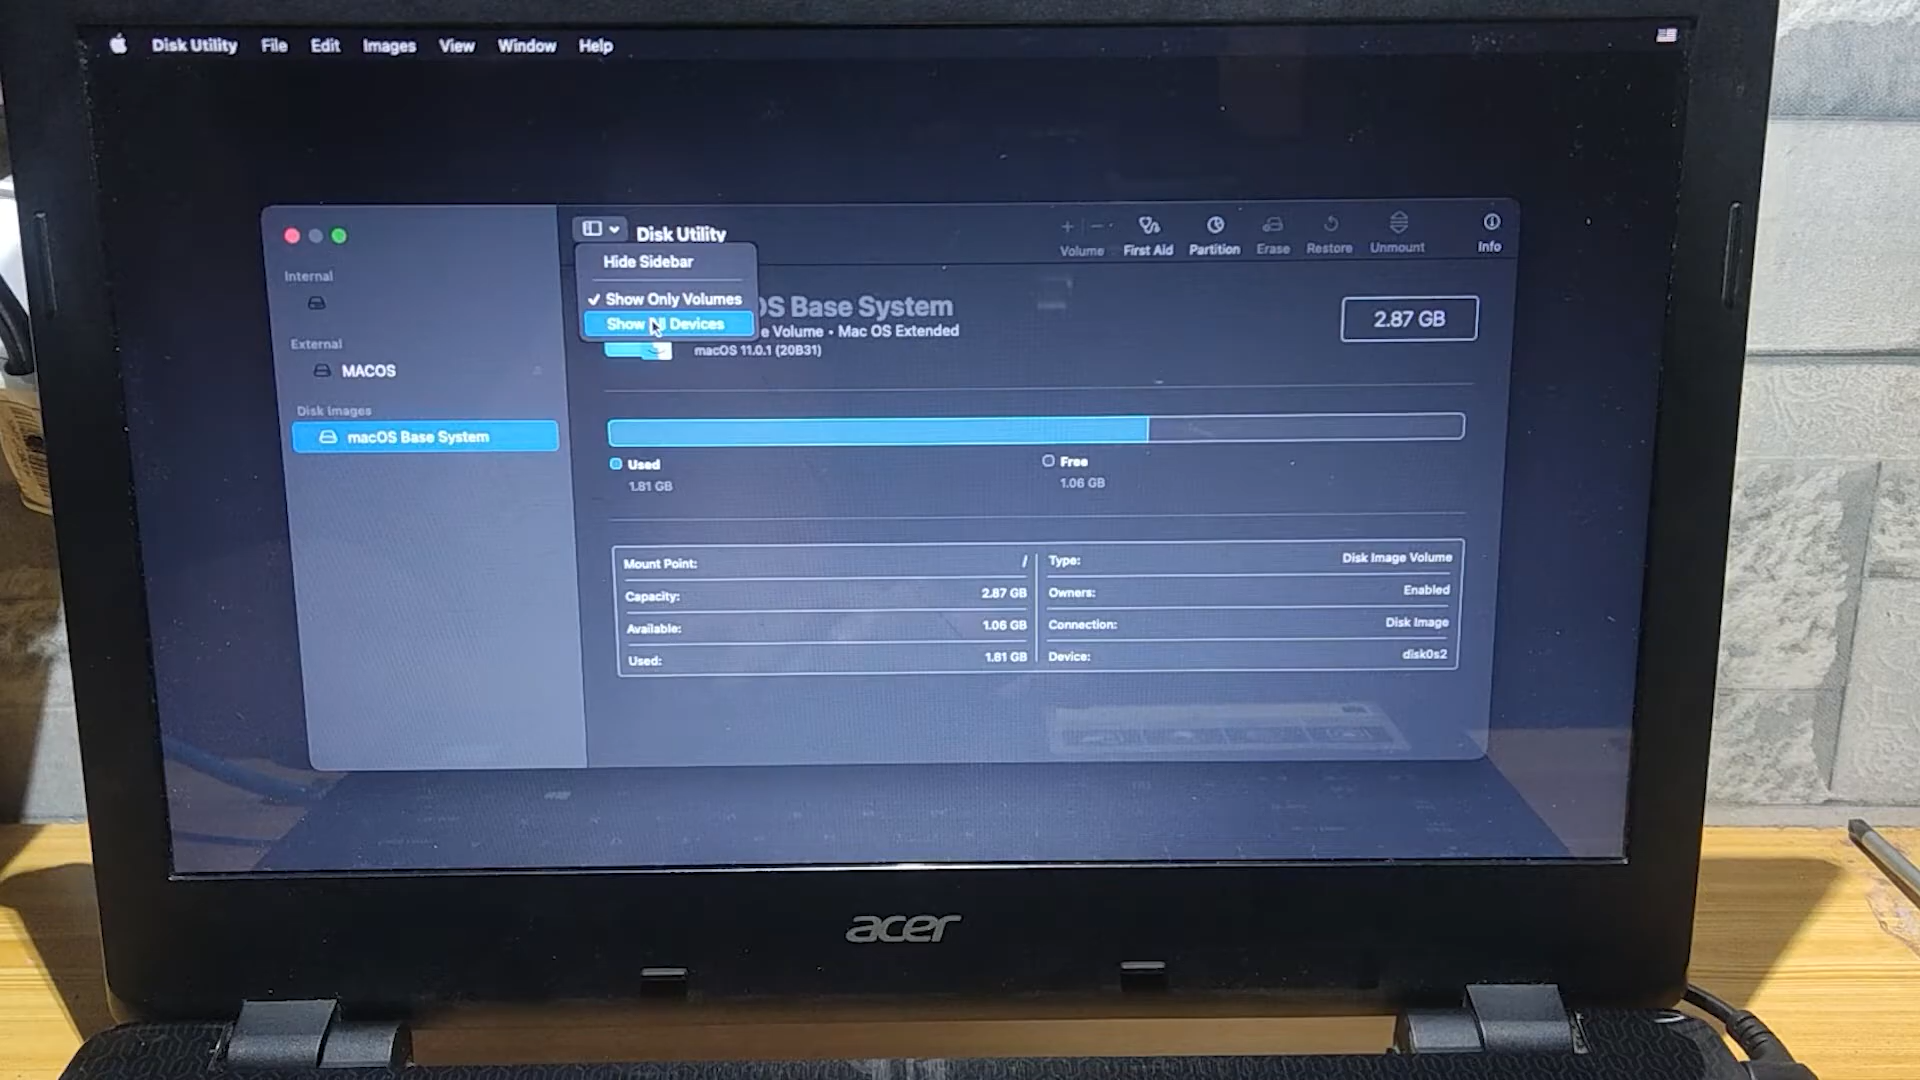 Disk Utility File Edit Images View Window Help
Disk Utility
Volume First Aid Partition Erase Restore Unmount Info
Internal
External
MACOS
Disk Images
macOS Base System
Hide Sidebar
✓ Show Only Volumes
Show All Devices
OS Base System
e Volume • Mac OS Extended
macOS 11.0.1 (20B31)
2.87 GB
Used
1.81 GB
Free
1.06 GB
Mount Point: /
Capacity: 2.87 GB
Available: 1.06 GB
Used: 1.81 GB
Type: Disk Image Volume
Owners: Enabled
Connection: Disk Image
Device: disk0s2
acer